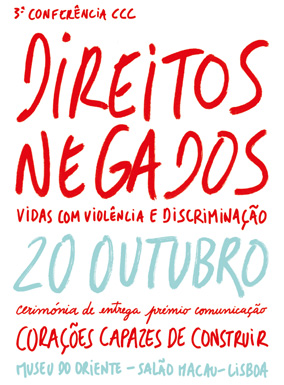 3ª CONFERÊNCIA CCC
DIREITOS
NEGADOS
VIDAS COM VIOLÊNCIA E DISCRIMINAÇÃO
20 OUTUBRO
cerimónia de entrega prémio comunicação
CORAÇÕES CAPAZES DE CONSTRUIR
MUSEU DO ORIENTE – SALÃO MACAU – LISBOA